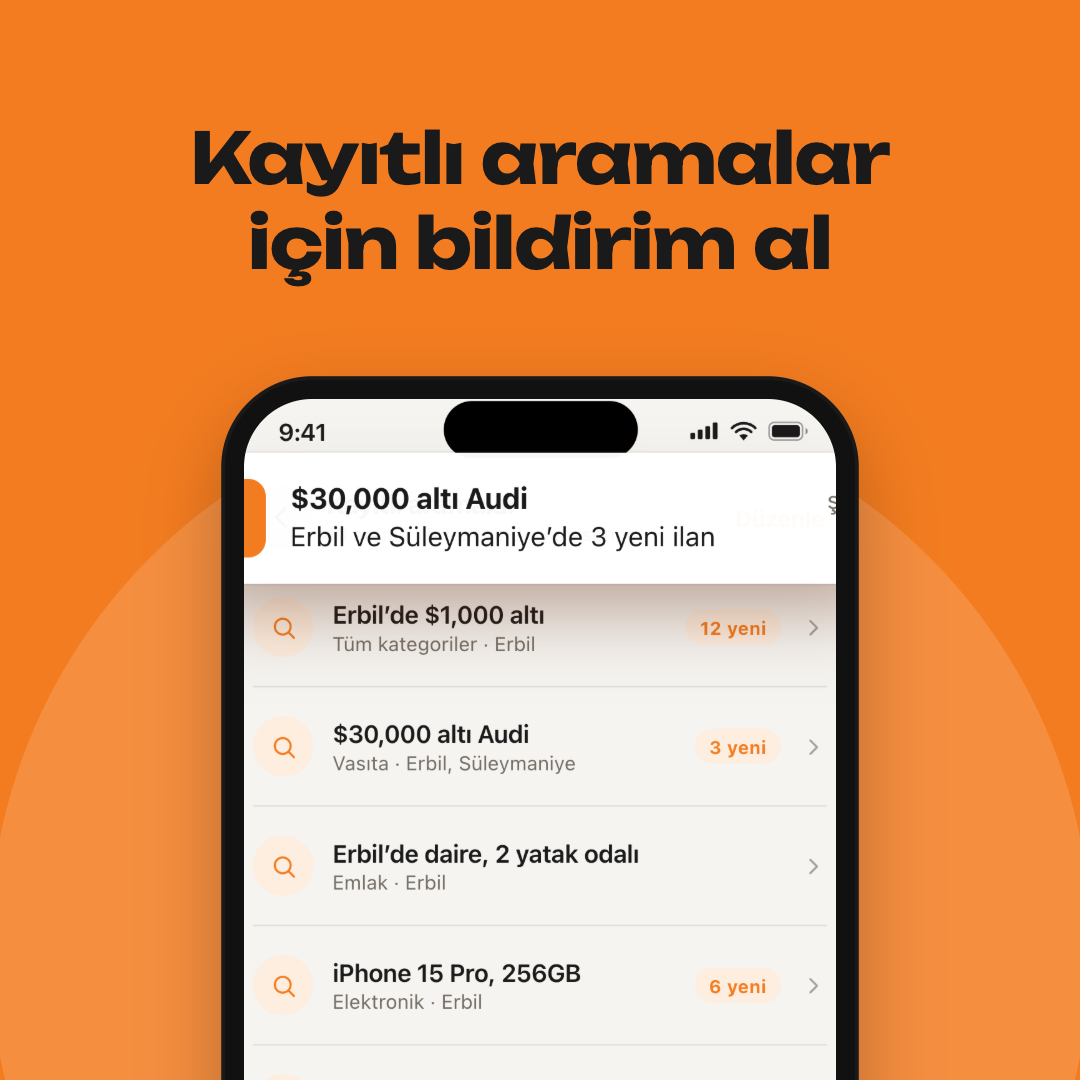 Kayıtlı aramalar
için bildirim al
9:41
$30,000 altı Audi
Erbil ve Süleymaniye’de 3 yeni ilan
Düzenle
Erbil’de $1,000 altı
12 yeni
Tüm kategoriler · Erbil
$30,000 altı Audi
3 yeni
Vasıta · Erbil, Süleymaniye
Erbil’de daire, 2 yatak odalı
Emlak · Erbil
iPhone 15 Pro, 256GB
6 yeni
Elektronik · Erbil